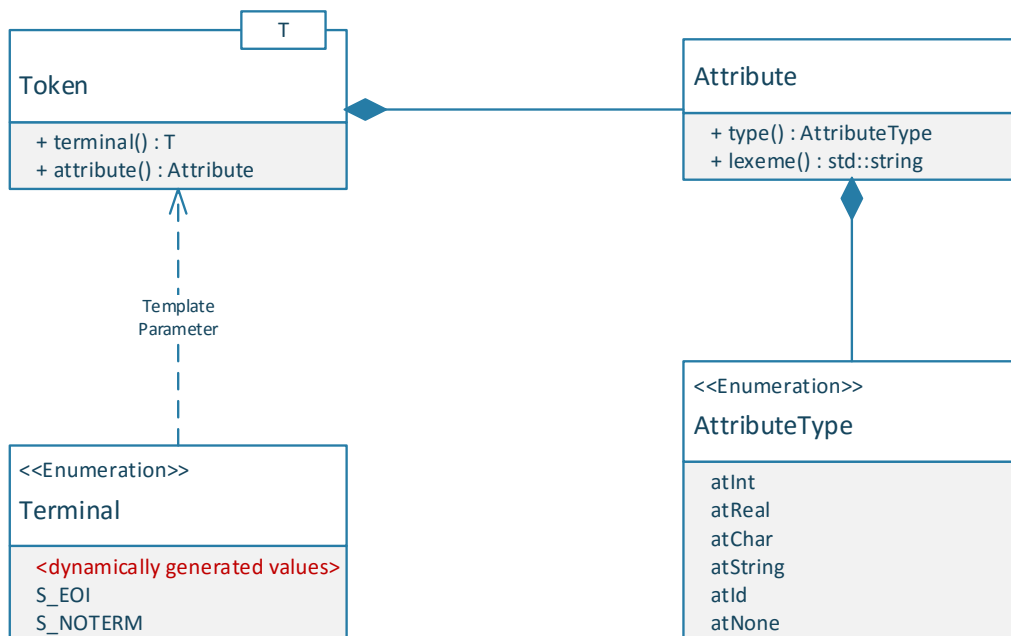 T
Token
+ terminal() : T
+ attribute() : Attribute
Attribute
+ type() : AttributeType
+ lexeme() : std::string
Template
Parameter
<<Enumeration>>
Terminal
<dynamically generated values>
S_EOI
S_NOTERM
<<Enumeration>>
AttributeType
atInt
atReal
atChar
atString
atId
atNone